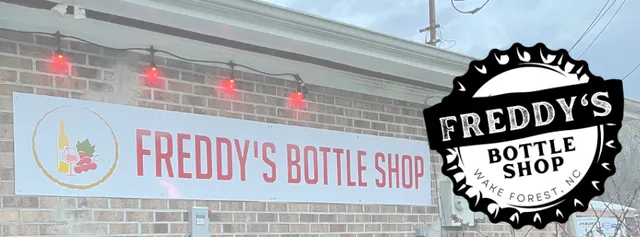 FREDDY'S BOTTLE SHOP
FREDDY'S
BOTTLE
SHOP
WAKE FOREST, NC